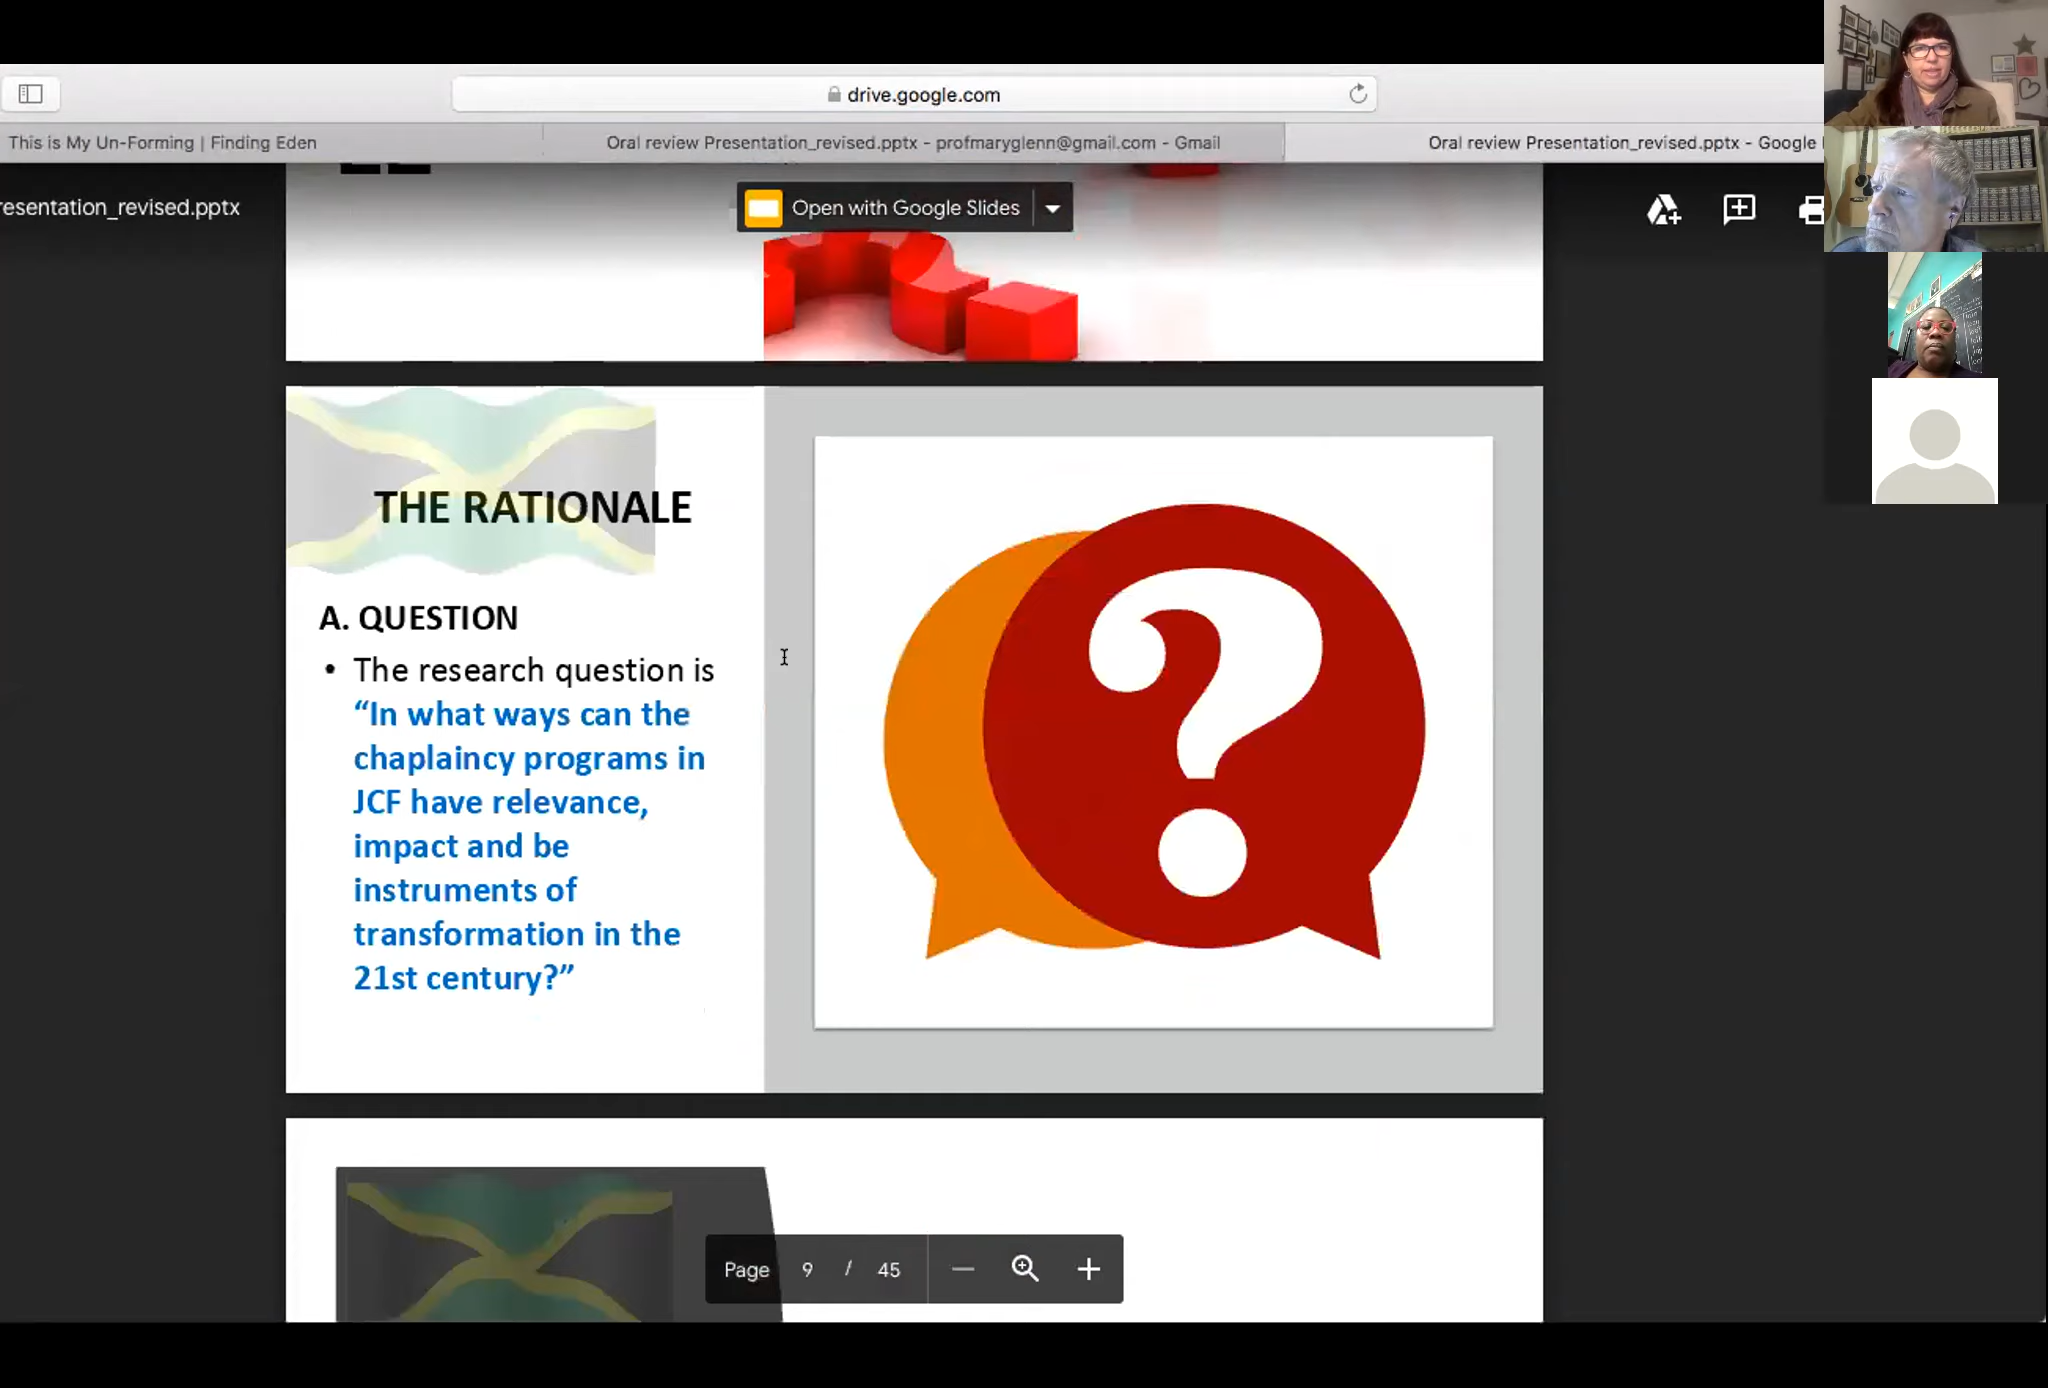 drive.google.com
This is My Un-Forming | Finding Eden
Oral review Presentation_revised.pptx - profmaryglenn@gmail.com - Gmail
Oral review Presentation_revised.pptx - Google
resentation_revised.pptx
Open with Google Slides
THE RATIONALE
A. QUESTION
• The research question is
“In what ways can the
chaplaincy programs in
JCF have relevance,
impact and be
instruments of
transformation in the
21st century?”
Page 9 / 45